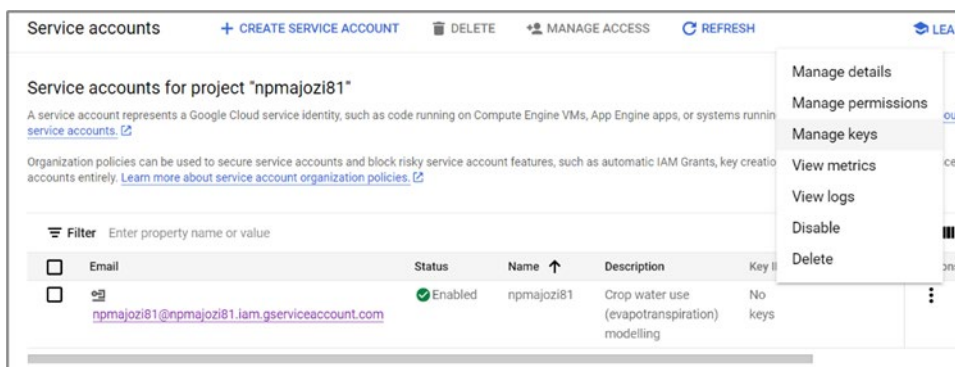 Service accounts
+ CREATE SERVICE ACCOUNT
DELETE
MANAGE ACCESS
REFRESH
Service accounts for project "npmajozi81"
A service account represents a Google Cloud service identity, such as code running on Compute Engine VMs, App Engine apps, or systems
service accounts.
Organization policies can be used to secure service accounts and block risky service account features, such as automatic IAM Grants, key
accounts entirely. Learn more about service account organization policies.
Manage details
Manage permissions
Manage keys
View metrics
View logs
Disable
Delete
Filter Enter property name or value
Email
Status
Name
Description
Key
npmajozi81@npmajozi81.iam.gserviceaccount.com
Enabled
npmajozi81
Crop water use
(evapotranspiration)
modelling
No
keys